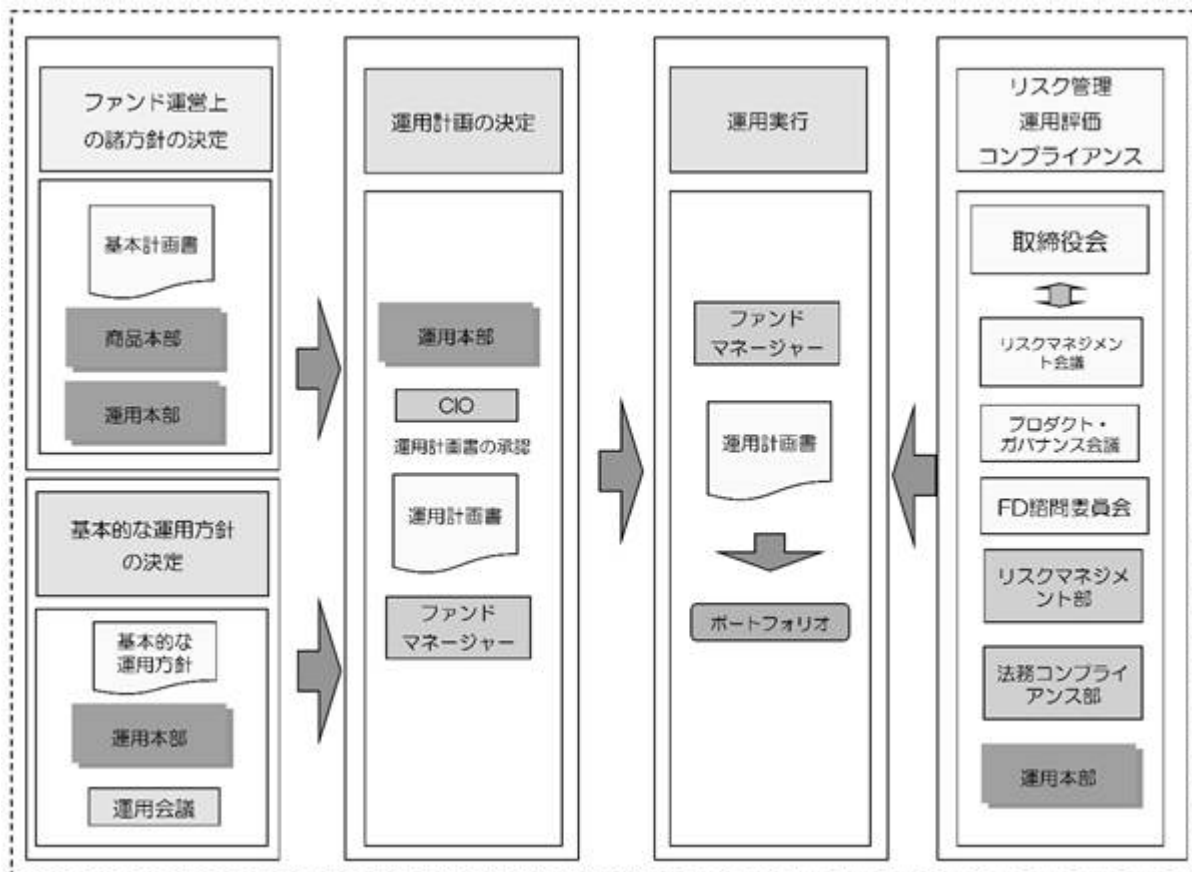 ファンド運営上
の諸方針の決定
基本計画書
商品本部
運用本部
基本的な運用方針
の決定
基本的な
運用方針
運用本部
運用会議
運用計画の決定
運用本部
CIO
運用計画書の承認
運用計画書
ファンド
マネージャー
運用実行
ファンド
マネージャー
運用計画書
ポートフォリオ
リスク管理
運用評価
コンプライアンス
取締役会
リスクマネジメン
ト会議
プロダクト・
ガバナンス会議
FD諮問委員会
リスクマネジメ
ント部
法務コンプライ
アンス部
運用本部